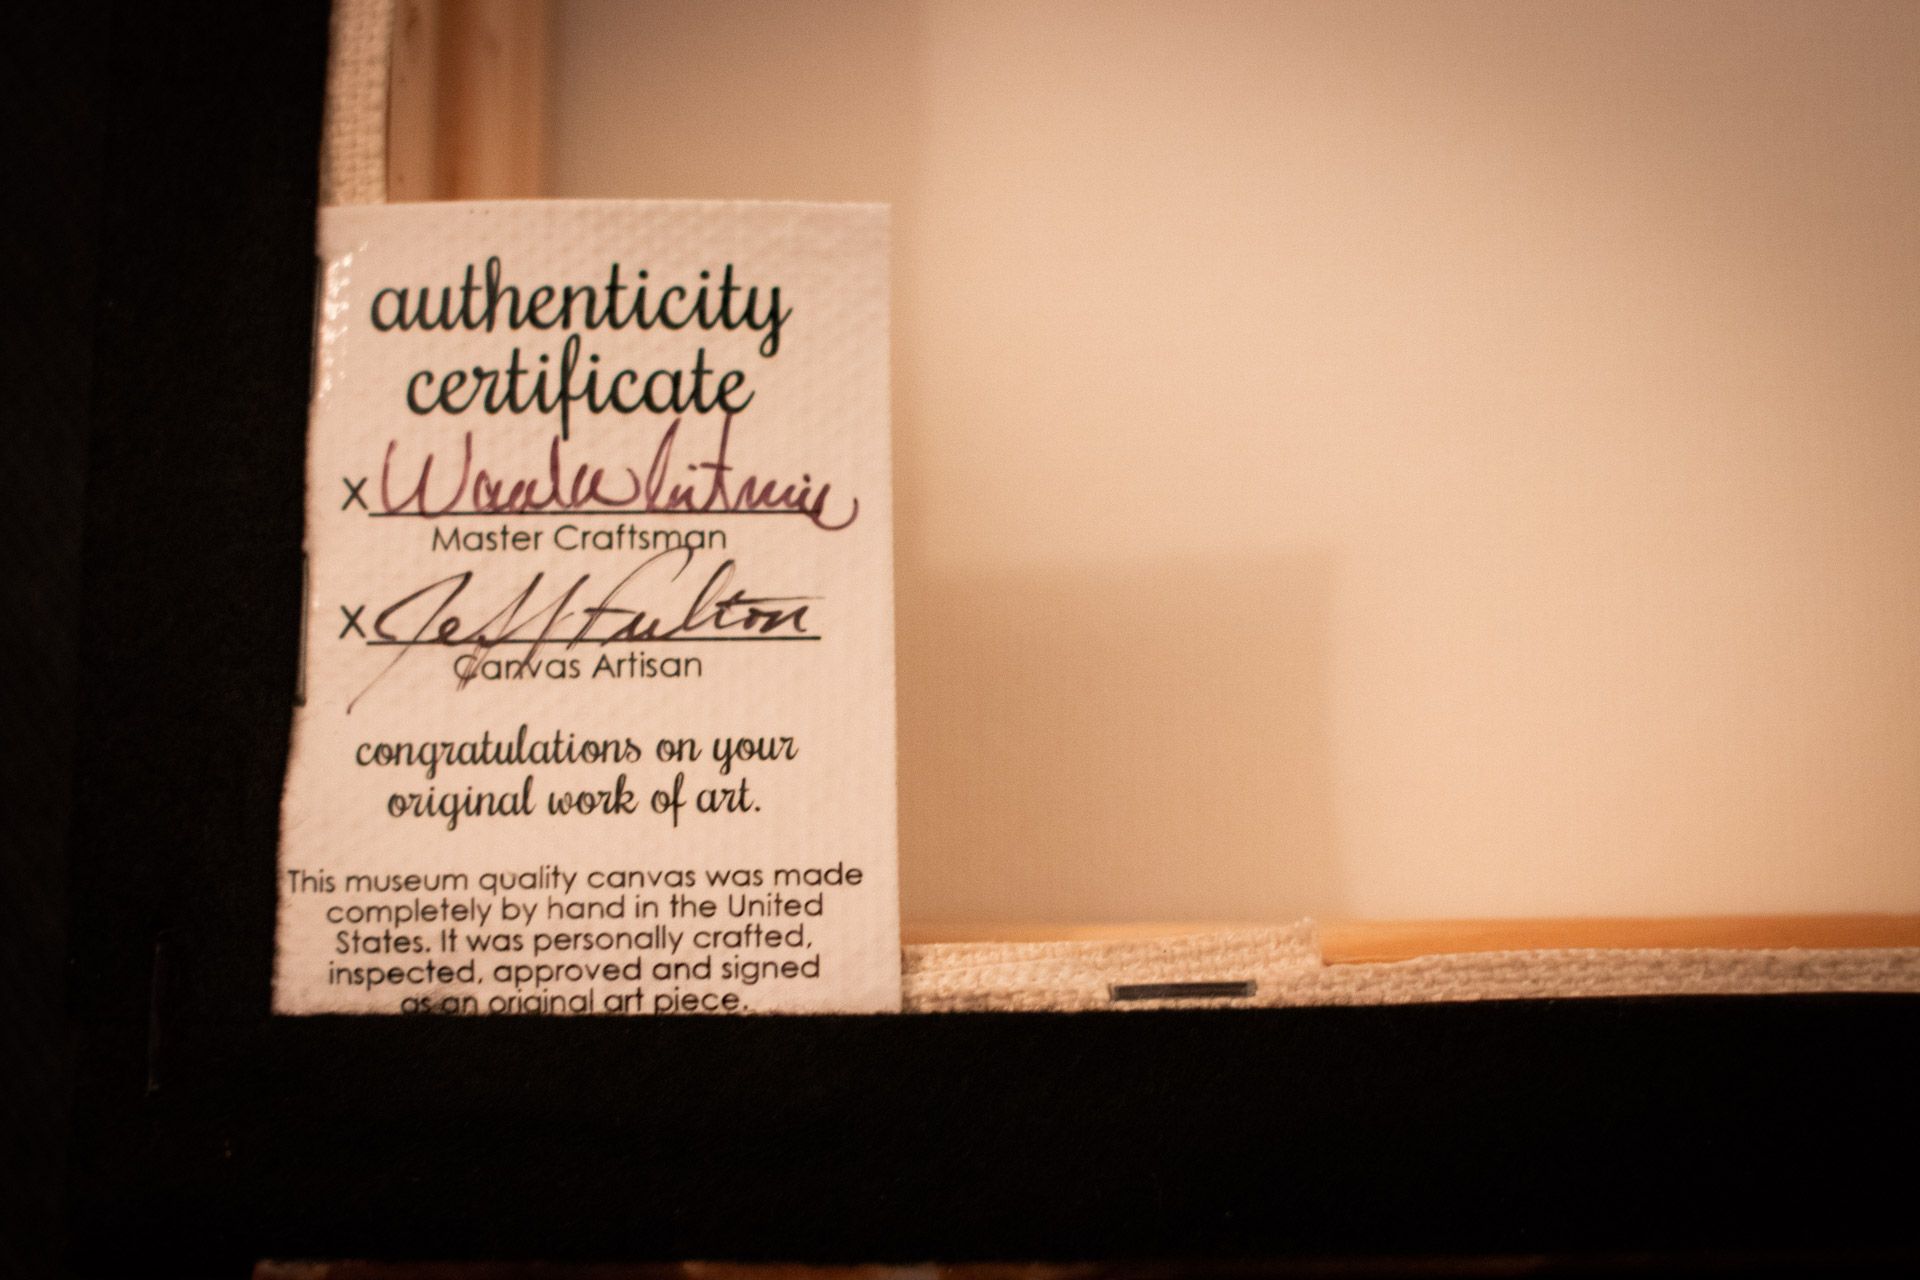 authenticity
certificate
X
Master Craftsman
X Jeff Fulton
Canvas Artisan
congratulations on your
original work of art.
This museum quality canvas was made
completely by hand in the United
States. It was personally crafted,
inspected, approved and signed
as an original art piece.